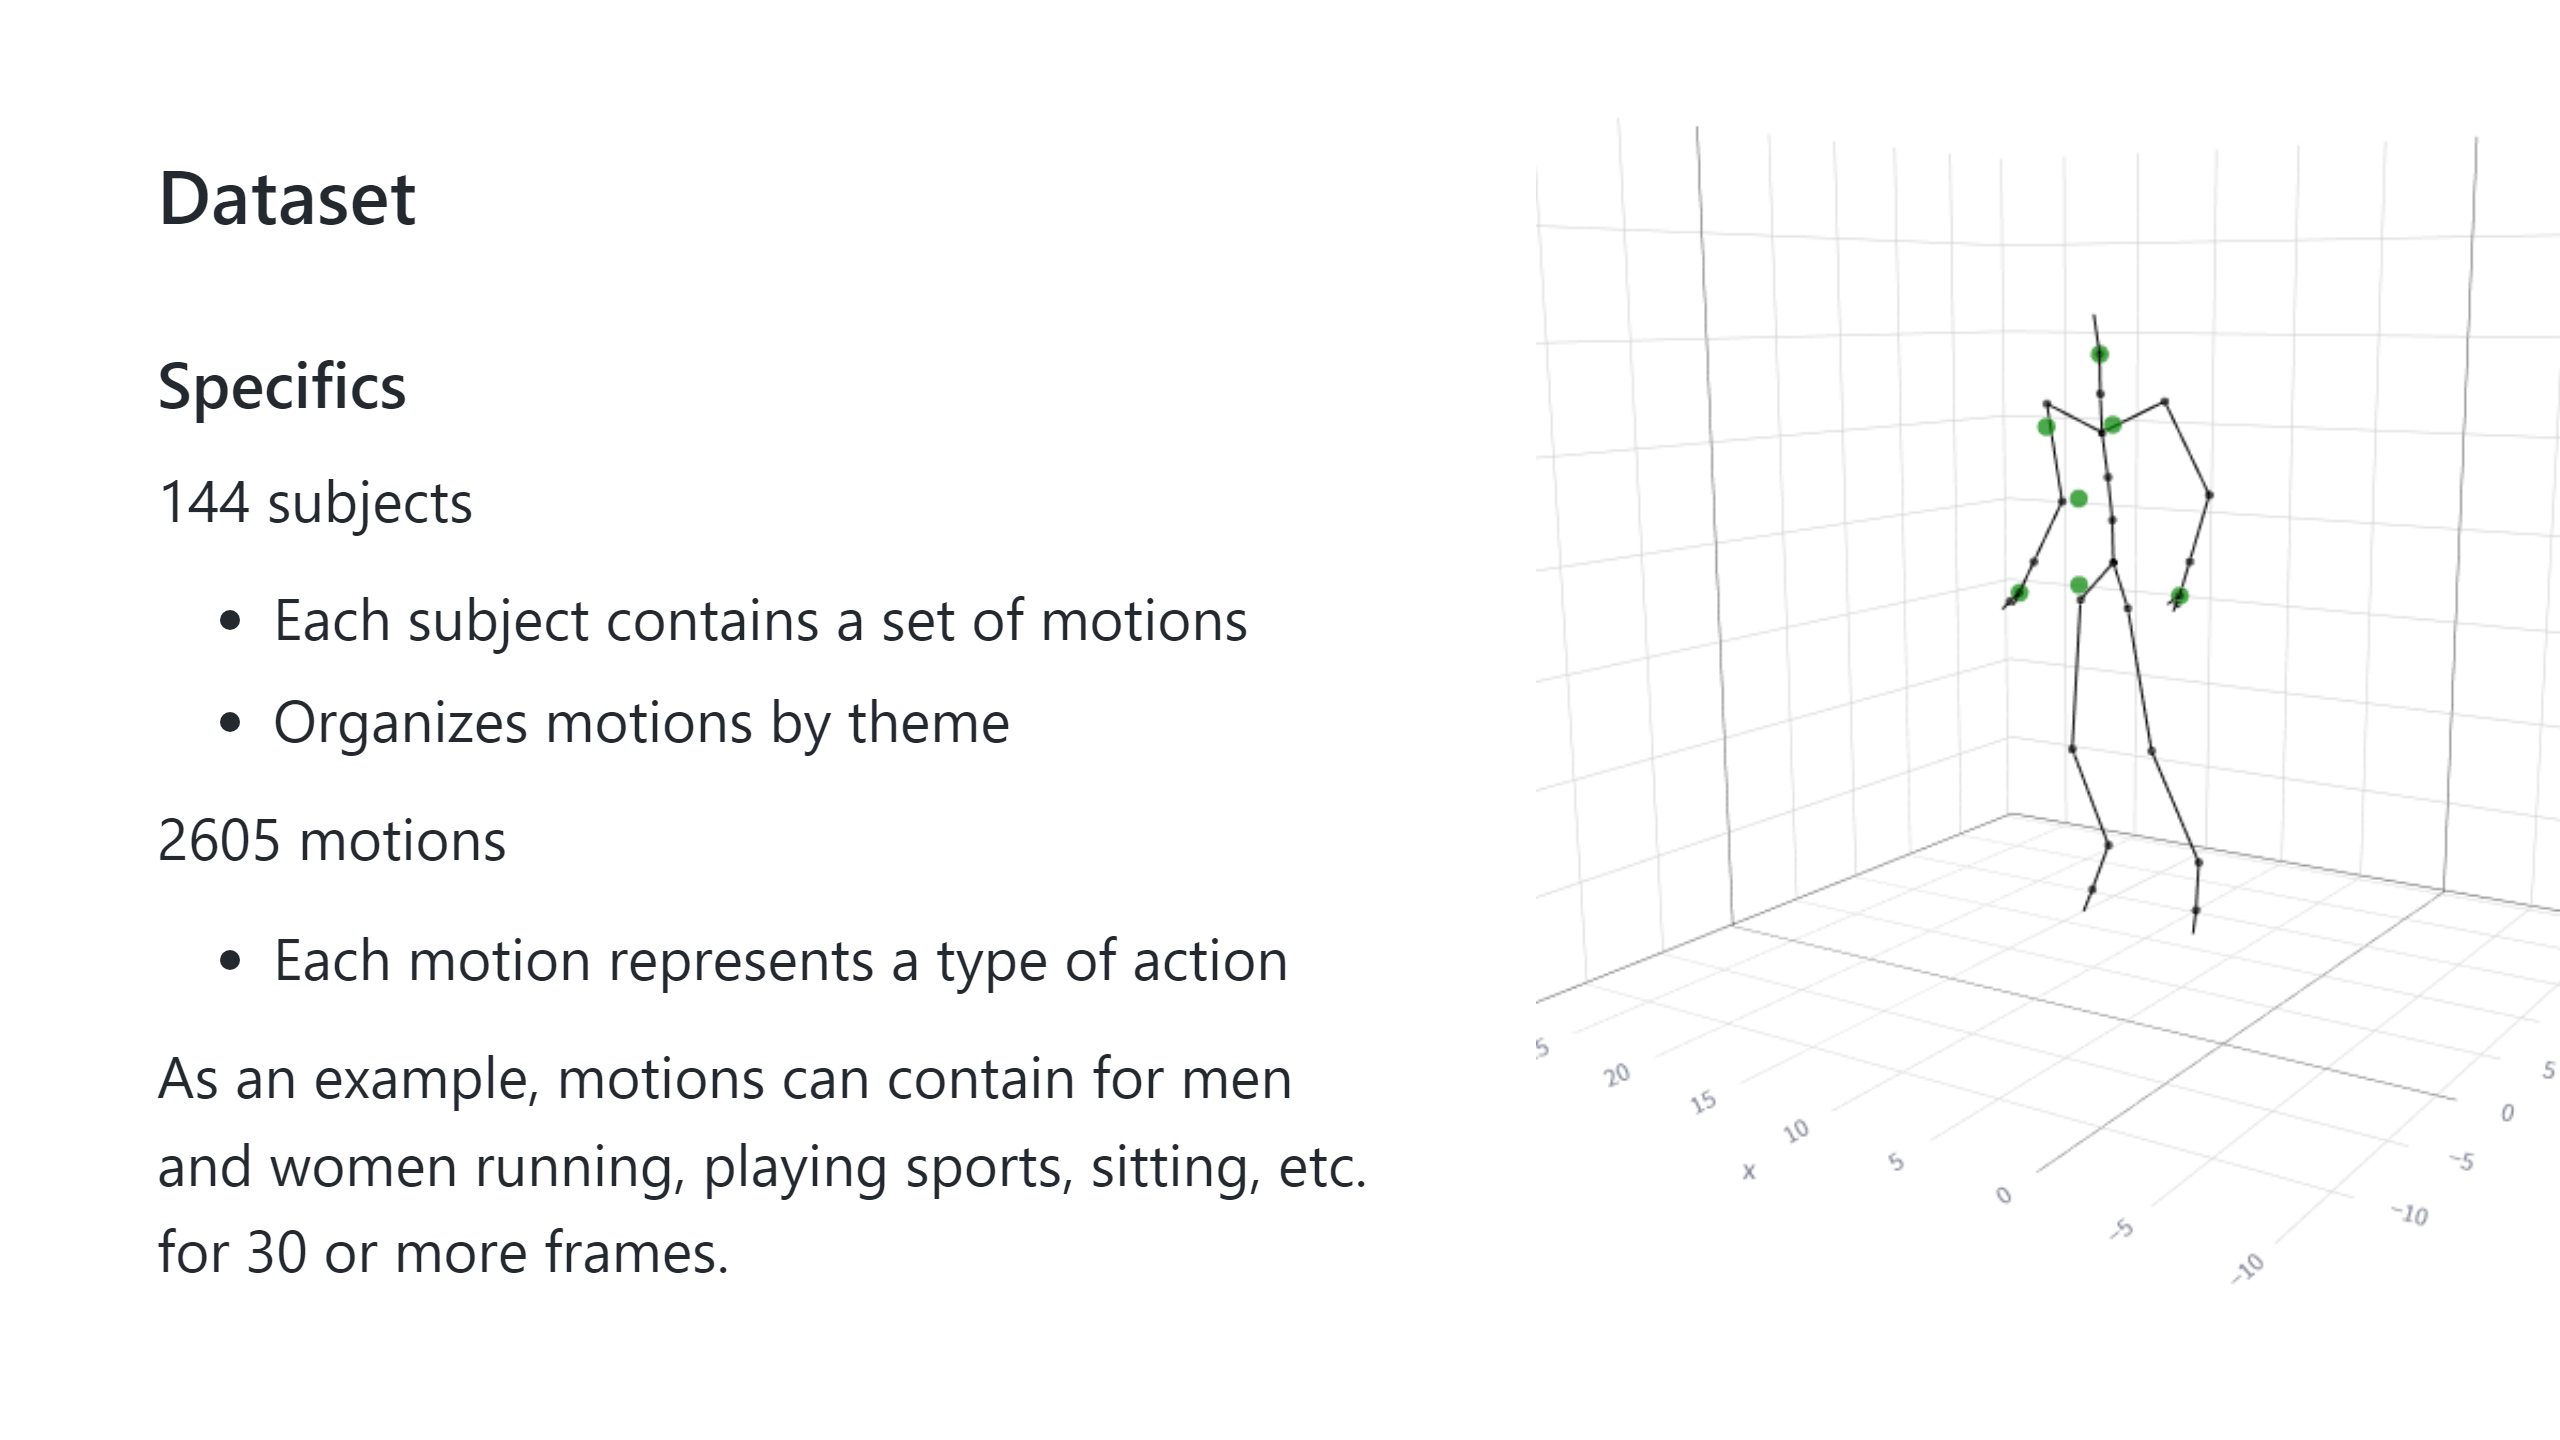 Dataset
Specifics
144 subjects
• Each subject contains a set of motions
• Organizes motions by theme
2605 motions
• Each motion represents a type of action
As an example, motions can contain for men
and women running, playing sports, sitting, etc.
for 30 or more frames.
5
20
15
10
x
5
0
−5
−10
5
0
−5
−10